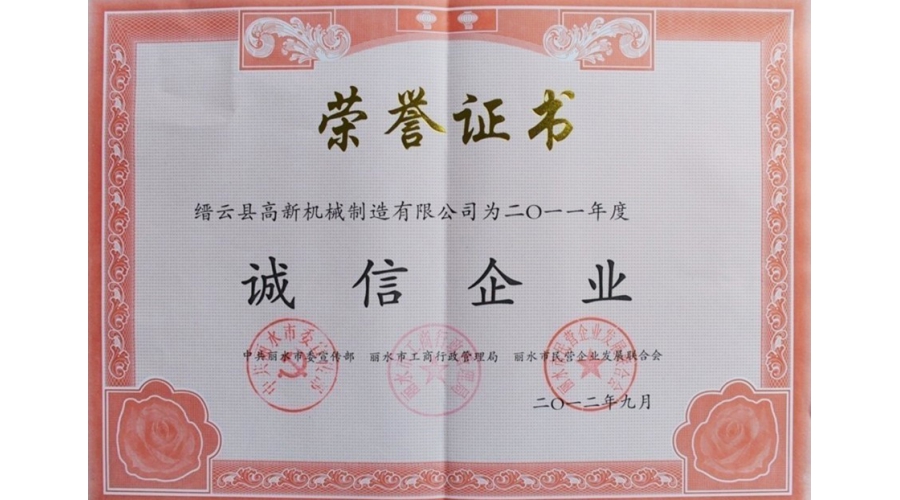 荣誉证书
缙云县高新机械制造有限公司为二〇一一年度
诚信企业
中共丽水市委宣传部 丽水市工商行政管理局 丽水市民营企业发展联合会
二〇一二年九月